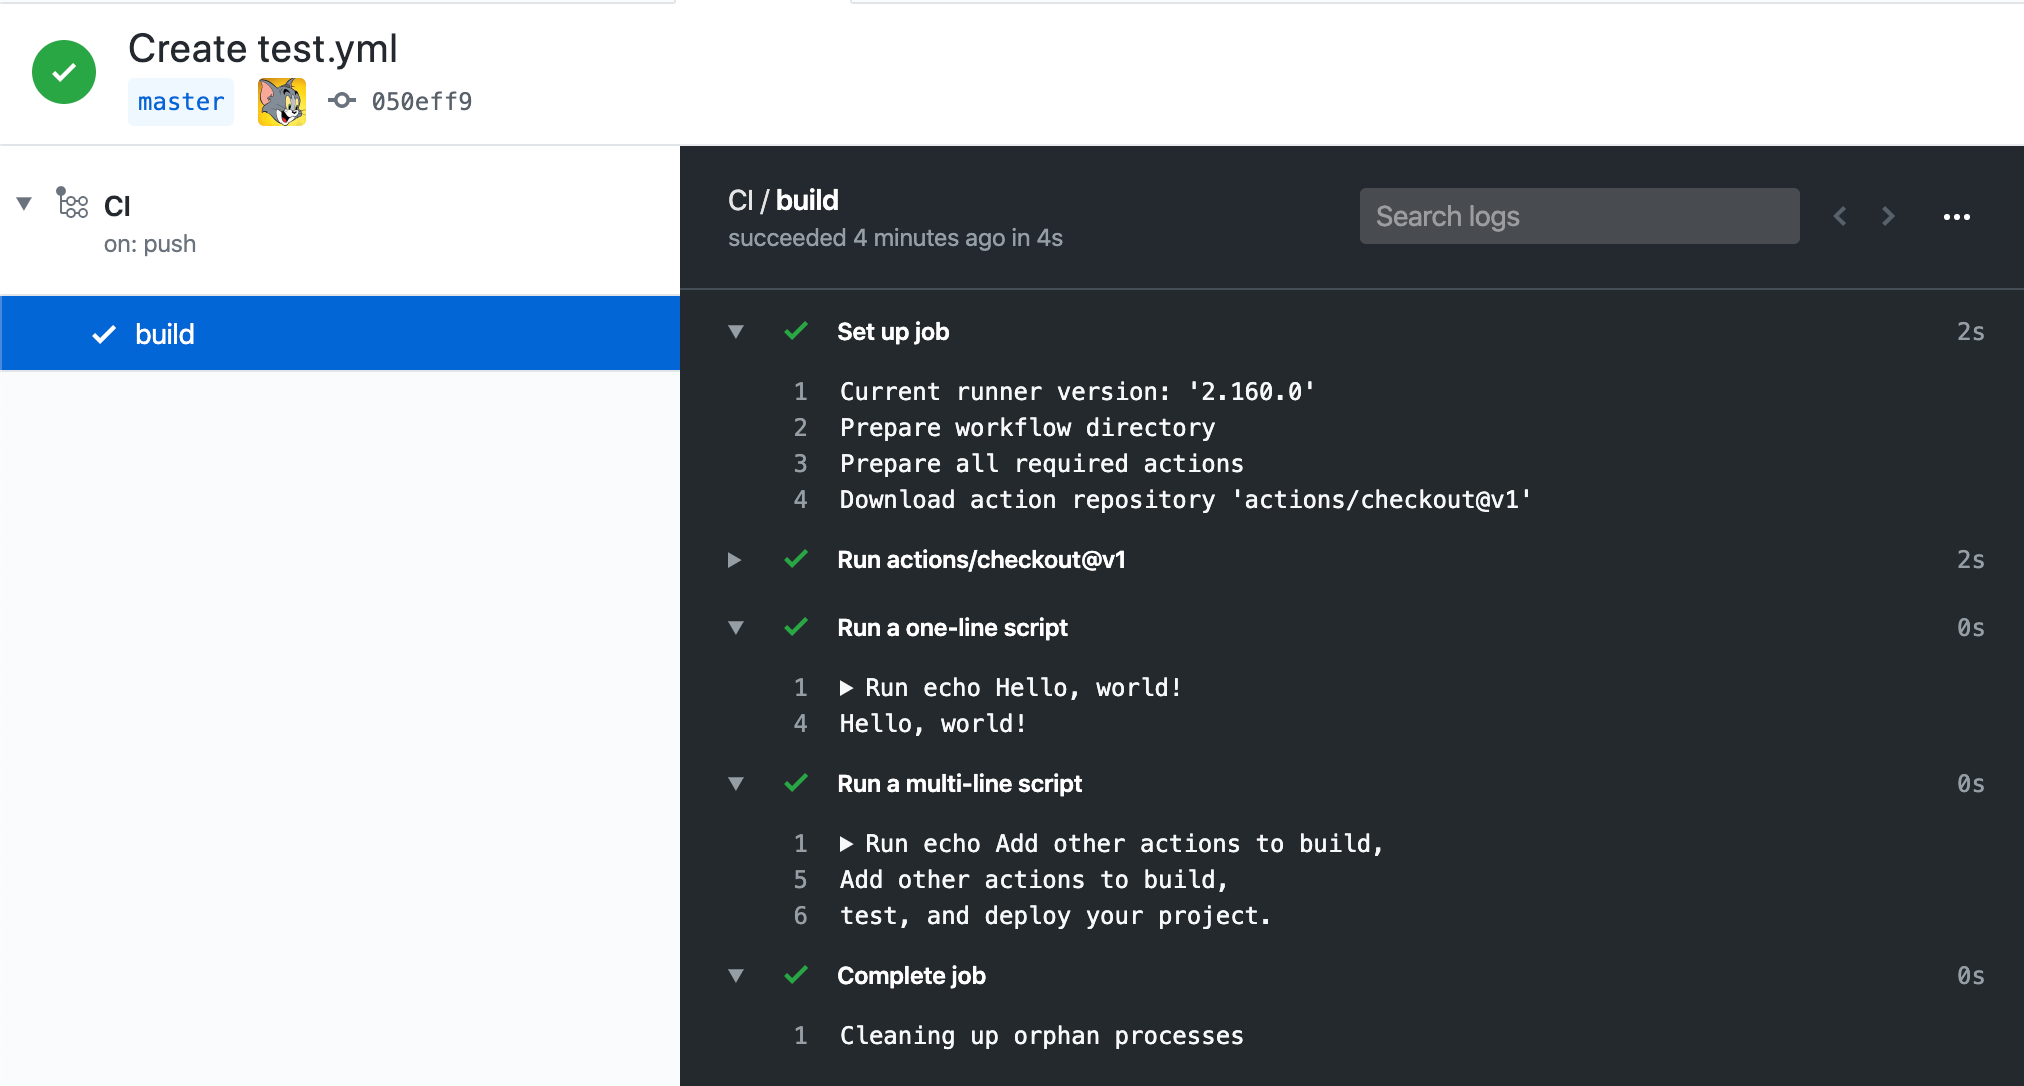 Create test.yml
master 050eff9
CI
on: push
build
CI / build
succeeded 4 minutes ago in 4s
Search logs
Set up job 2s
1 Current runner version: '2.160.0'
2 Prepare workflow directory
3 Prepare all required actions
4 Download action repository 'actions/checkout@v1'
Run actions/checkout@v1 2s
Run a one-line script 0s
1 Run echo Hello, world!
4 Hello, world!
Run a multi-line script 0s
1 Run echo Add other actions to build,
5 Add other actions to build,
6 test, and deploy your project.
Complete job 0s
1 Cleaning up orphan processes